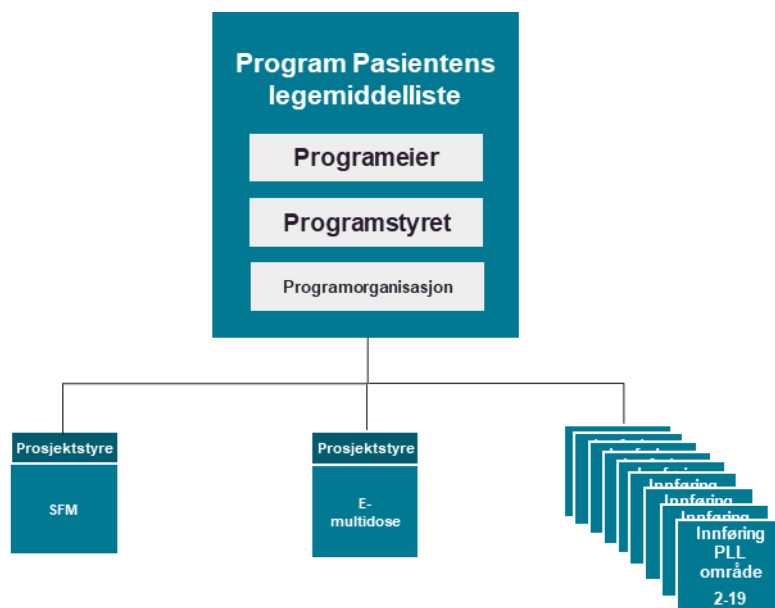 Program Pasientens
legemiddelliste
Programeier
Programstyret
Programorganisasjon
Prosjektstyre
SFM
Prosjektstyre
E-
multidose
Innføring
Innføring
Innføring
Innføring
PLL
område
2-19